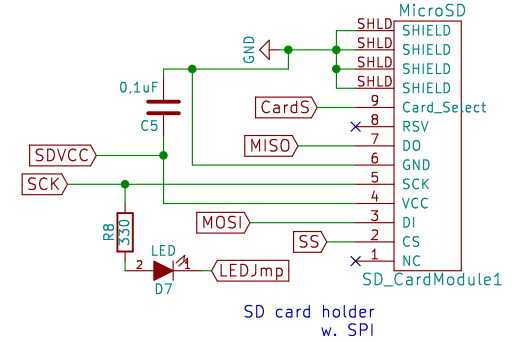 MicroSD
SHLD SHIELD
GND SHLD SHIELD
SHLD SHIELD
0,1uF SHLD SHIELD
CardS 9 Card_Select
C5 8 RSV
MISO 7 DO
SDVCC 6 GND
SCK 5 SCK
4 VCC
MOSI 3 DI
R8 330 SS 2 CS
LED 2 1 LEDJmp 1 NC
D7 SD_CardModule1
SD card holder
w. SPI